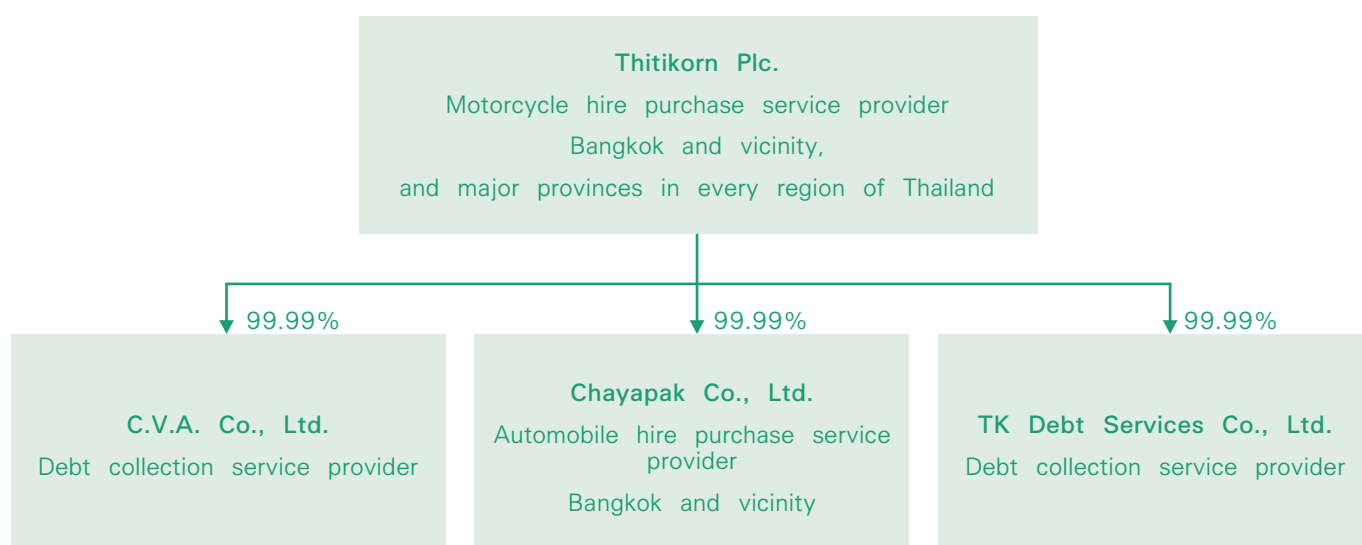 Thitikorn Plc.
Motorcycle hire purchase service provider
Bangkok and vicinity,
and major provinces in every region of Thailand
99.99%
99.99%
99.99%
C.V.A. Co., Ltd.
Debt collection service provider
Chayapak Co., Ltd.
Automobile hire purchase service
provider
Bangkok and vicinity
TK Debt Services Co., Ltd.
Debt collection service provider